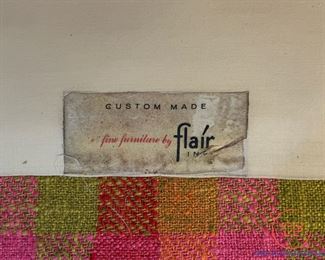 CUSTOM MADE
fine furniture by flair
INC